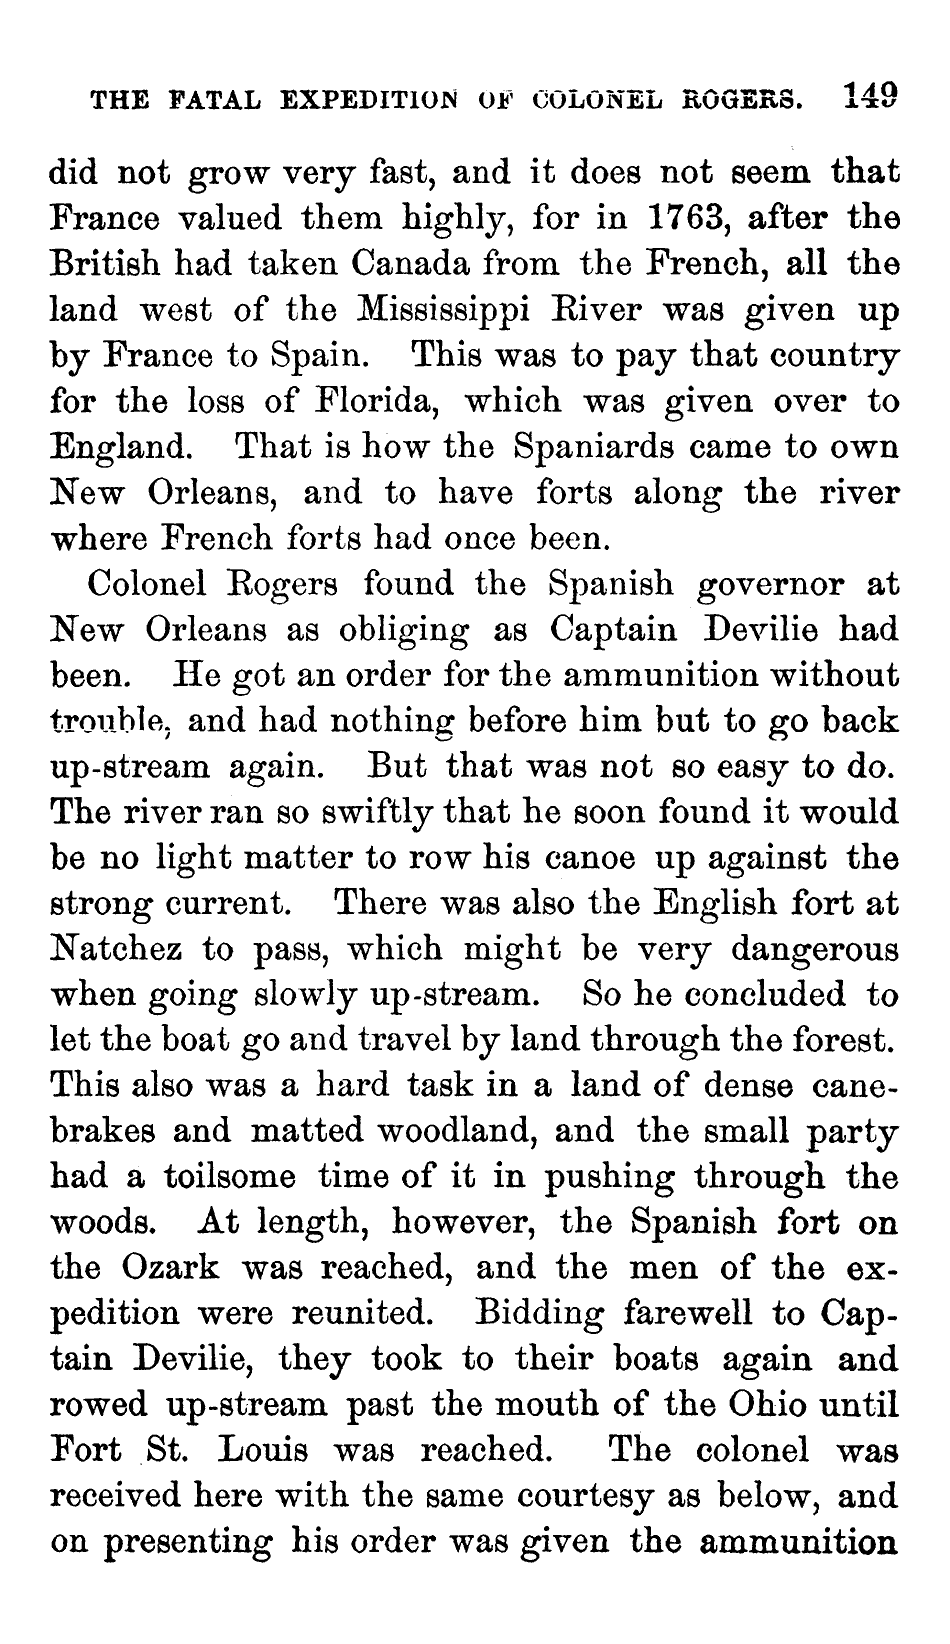 THE FATAL EXPEDITION OF COLONEL ROGERS. 149
did not grow very fast, and it does not seem that
France valued them highly, for in 1763, after the
British had taken Canada from the French, all the
land west of the Mississippi River was given up
by France to Spain. This was to pay that country
for the loss of Florida, which was given over to
England. That is how the Spaniards came to own
New Orleans, and to have forts along the river
where French forts had once been.
Colonel Rogers found the Spanish governor at
New Orleans as obliging as Captain Devilie had
been. He got an order for the ammunition without
trouble, and had nothing before him but to go back
up-stream again. But that was not so easy to do.
The river ran so swiftly that he soon found it would
be no light matter to row his canoe up against the
strong current. There was also the English fort at
Natchez to pass, which might be very dangerous
when going slowly up-stream. So he concluded to
let the boat go and travel by land through the forest.
This also was a hard task in a land of dense cane-
brakes and matted woodland, and the small party
had a toilsome time of it in pushing through the
woods. At length, however, the Spanish fort on
the Ozark was reached, and the men of the ex-
pedition were reunited. Bidding farewell to Cap-
tain Devilie, they took to their boats again and
rowed up-stream past the mouth of the Ohio until
Fort St. Louis was reached. The colonel was
received here with the same courtesy as below, and
on presenting his order was given the ammunition